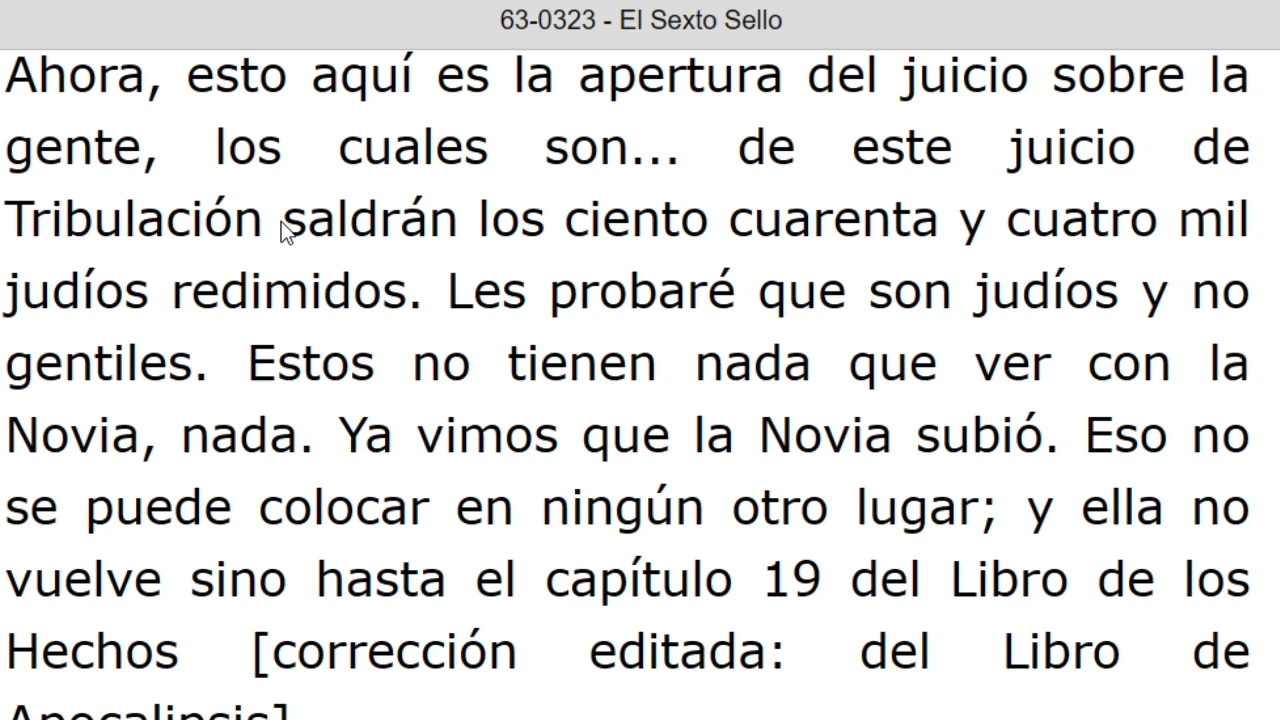 63-0323 - El Sexto Sello
Ahora, esto aquí es la apertura del juicio sobre la
gente, los cuales son... de este juicio de
Tribulación saldrán los ciento cuarenta y cuatro mil
judíos redimidos. Les probaré que son judíos y no
gentiles. Estos no tienen nada que ver con la
Novia, nada. Ya vimos que la Novia subió. Eso no
se puede colocar en ningún otro lugar; y ella no
vuelve sino hasta el capítulo 19 del Libro de los
Hechos [corrección editada: del Libro de
Apocalipsis]